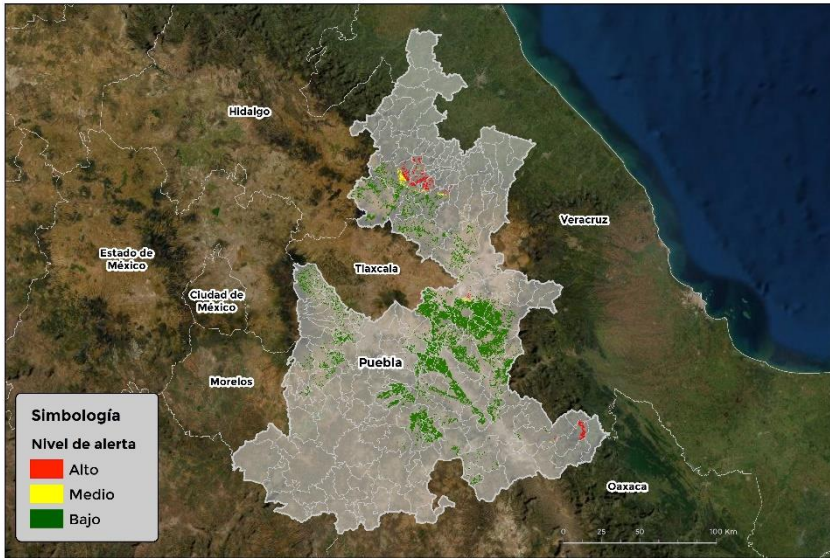 Hidalgo
Veracruz
Estado de
México
Tlaxcala
Ciudad de
México
Puebla
Morelos
Simbología
Nivel de alerta
Alto
Medio
Bajo
Oaxaca
0 25 50 100 Km